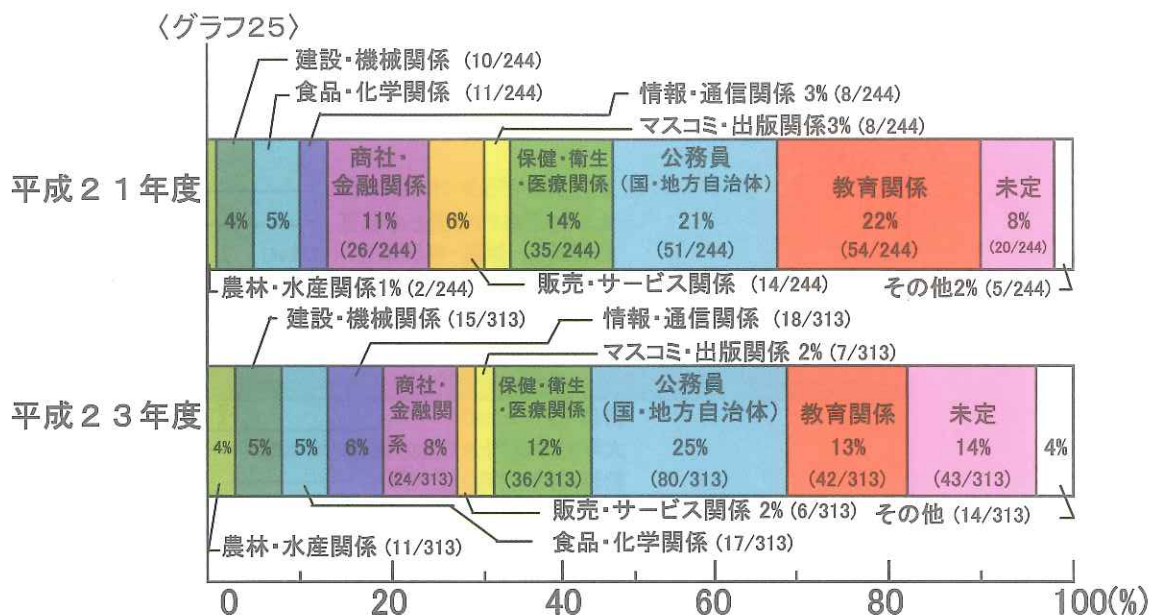 〈グラフ25〉
建設・機械関係 (10/244)
食品・化学関係 (11/244)
情報・通信関係 3% (8/244)
マスコミ・出版関係3% (8/244)
平成21年度
4%
5%
商社・
金融関係
11%
(26/244)
6%
保健・衛生
・医療関係
14%
(35/244)
公務員
(国・地方自治体)
21%
(51/244)
教育関係
22%
(54/244)
未定
8%
(20/244)
農林・水産関係1% (2/244)
販売・サービス関係 (14/244)
その他2% (5/244)
建設・機械関係 (15/313)
情報・通信関係 (18/313)
マスコミ・出版関係 2% (7/313)
平成23年度
4%
5%
5%
6%
商社・
金融関
系 8%
(24/313)
保健・衛生
・医療関係
12%
(36/313)
公務員
(国・地方自治体)
25%
(80/313)
教育関係
13%
(42/313)
未定
14%
(43/313)
4%
販売・サービス関係 2% (6/313)
その他 (14/313)
農林・水産関係 (11/313)
食品・化学関係 (17/313)
0 20 40 60 80 100(%)